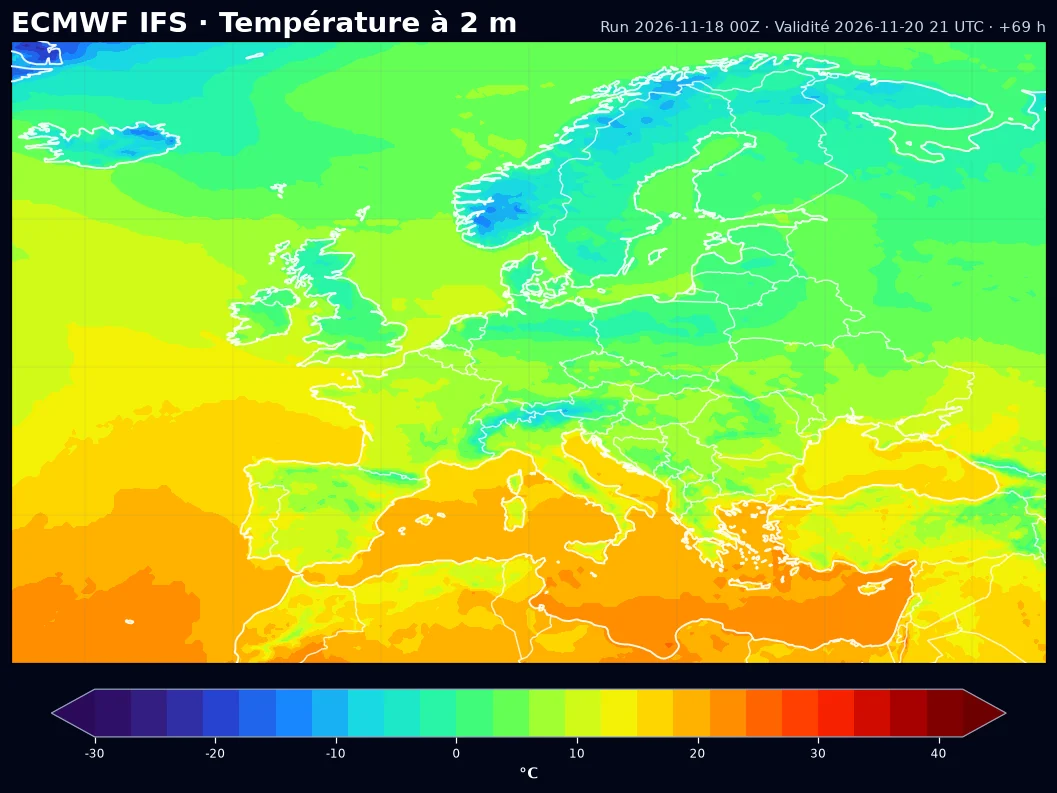 ECMWF IFS · Température à 2 m
Run 2026-11-18 00Z · Validité 2026-11-20 21 UTC · +69 h
-30 -20 -10 0 10 20 30 40
°C